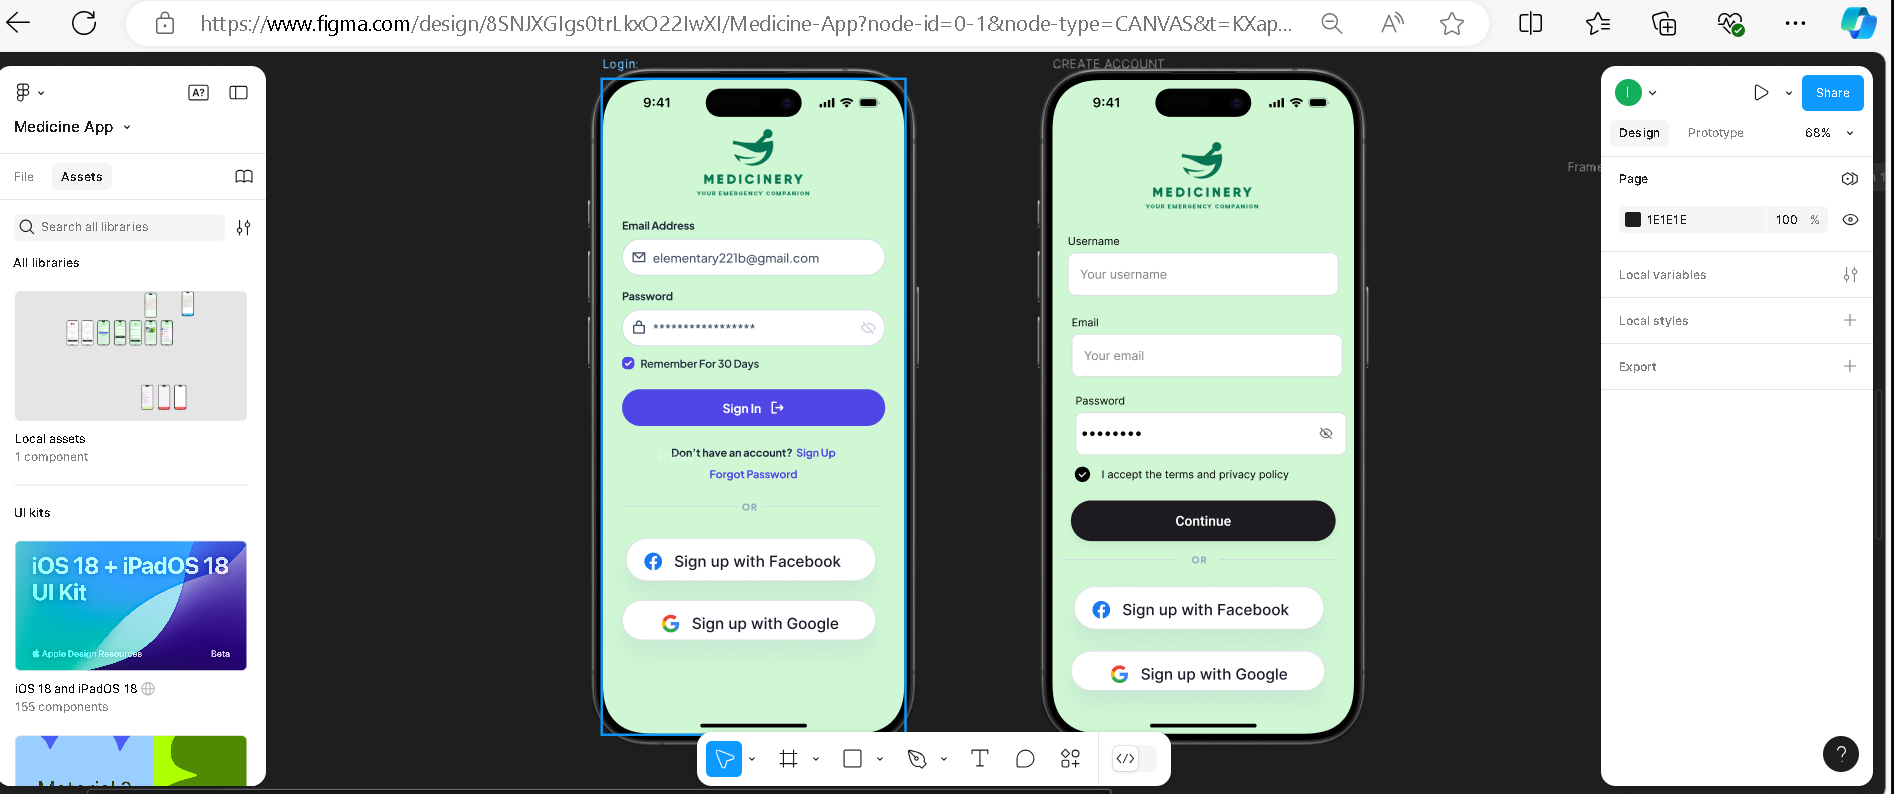 https://www.figma.com/design/8SNJXGIgs0trLkxO22IwXI/Medicine-App?node-id=0-1&node-type=CANVAS&t=KXap...
A?
Medicine App
File
Assets
Search all libraries
All libraries
Local assets
1 component
UI kits
iOS 18 + iPadOS 18
UI Kit
Apple Design Resources
Beta
iOS 18 and iPadOS 18
155 components
Material 3
Login:
9:41
MEDICINERY
YOUR EMERGENCY COMPANION
Email Address
elementary221b@gmail.com
Password
*****************
Remember For 30 Days
Sign In
Don't have an account? Sign Up
Forgot Password
OR
Sign up with Facebook
Sign up with Google
CREATE ACCOUNT
9:41
MEDICINERY
YOUR EMERGENCY COMPANION
Username
Your username
Email
Your email
Password
••••••••
I accept the terms and privacy policy
Continue
OR
Sign up with Facebook
Sign up with Google
Frame
I
Share
Design
Prototype
68%
Page
1E1E1E
100
%
Local variables
Local styles
Export
?